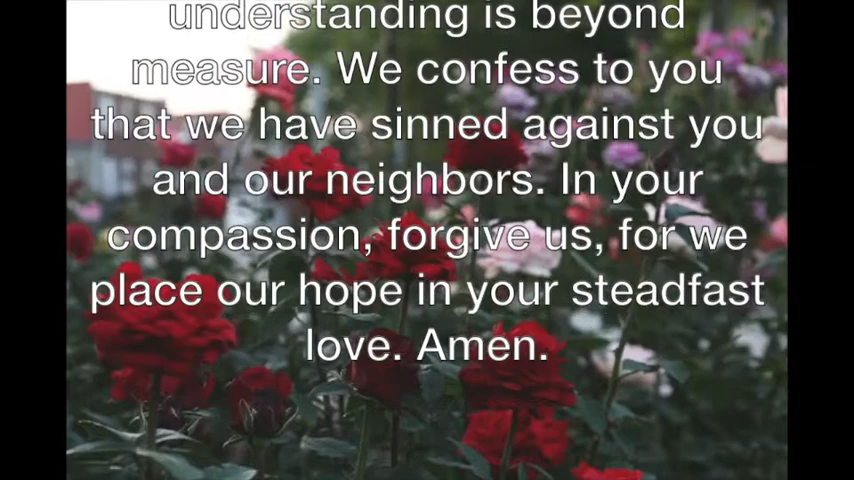 understanding is beyond
measure. We confess to you
that we have sinned against you
and our neighbors. In your
compassion, forgive us, for we
place our hope in your steadfast
love. Amen.